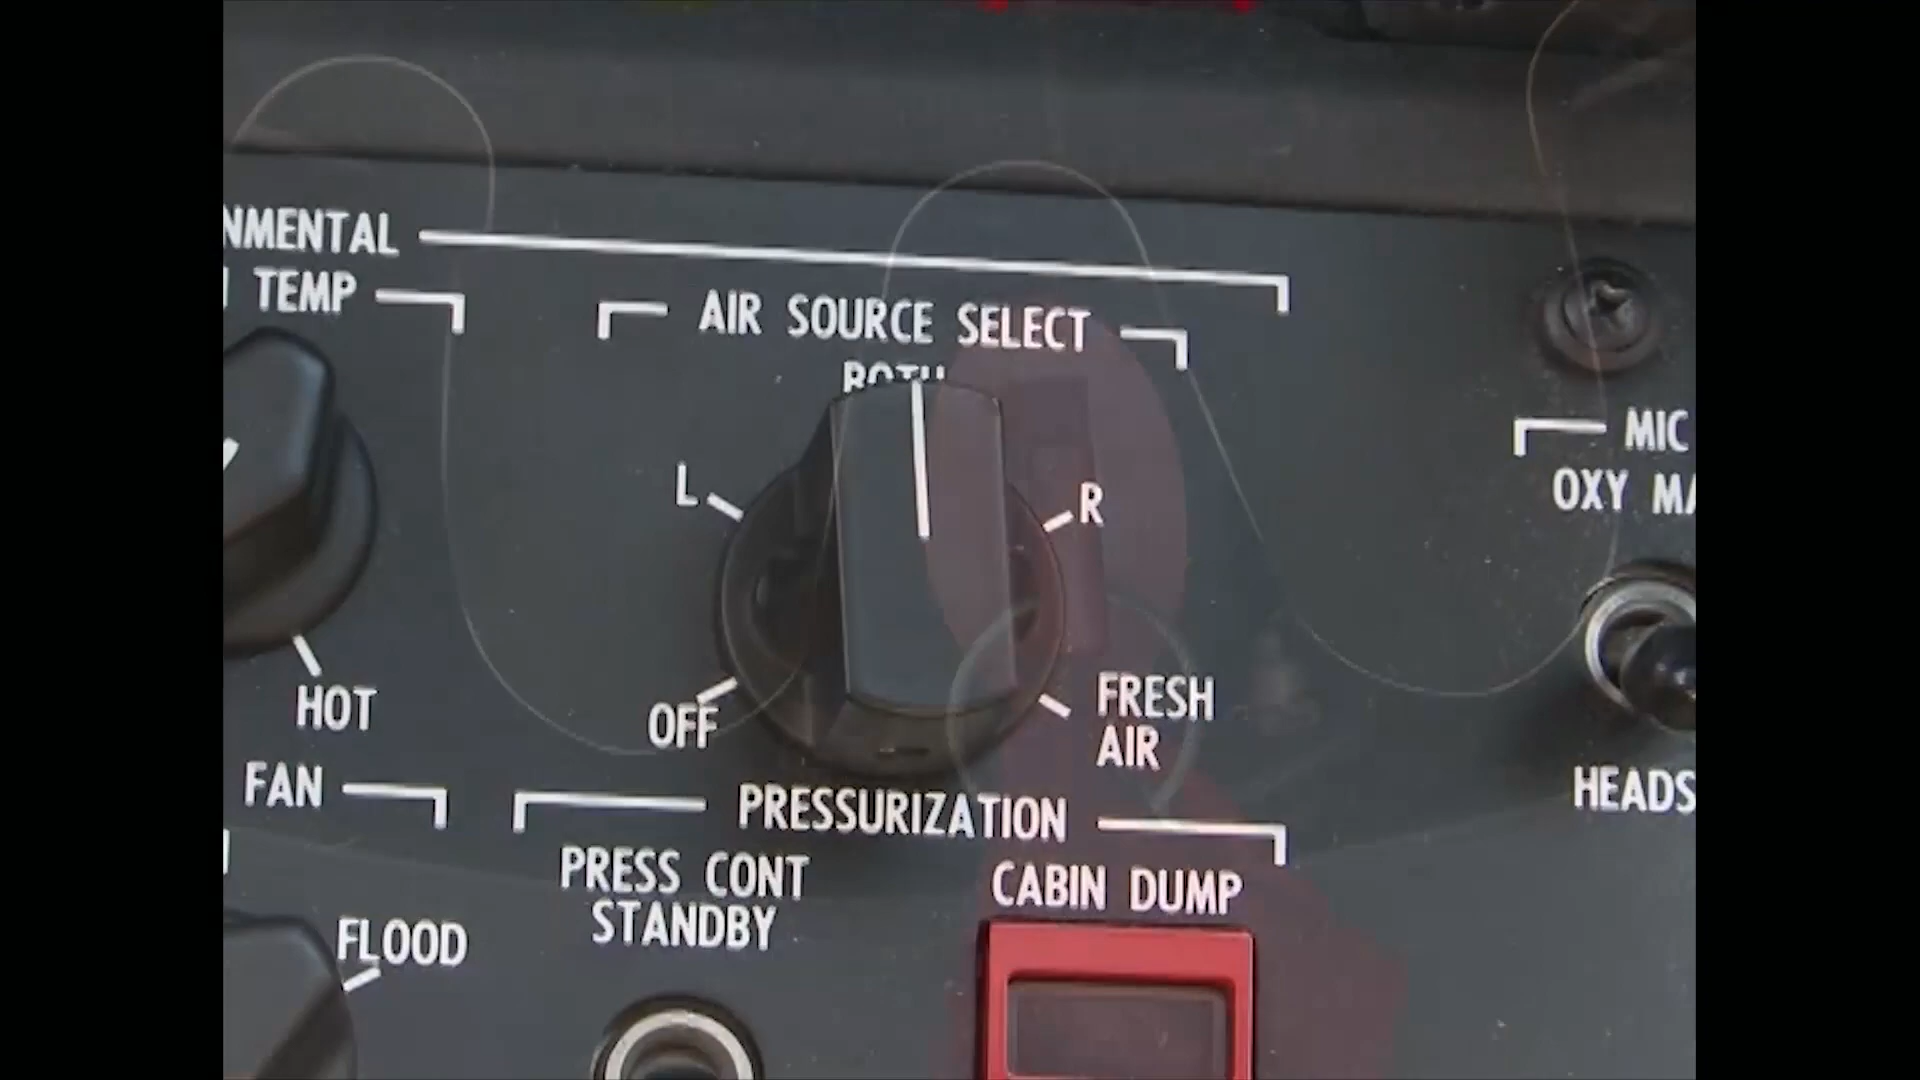 NMENTAL
TEMP
AIR SOURCE SELECT
BOTH
L
R
MIC
OXY
HOT
OFF
FRESH
AIR
FAN
PRESSURIZATION
HEADS
PRESS CONT
STANDBY
CABIN DUMP
FLOOD